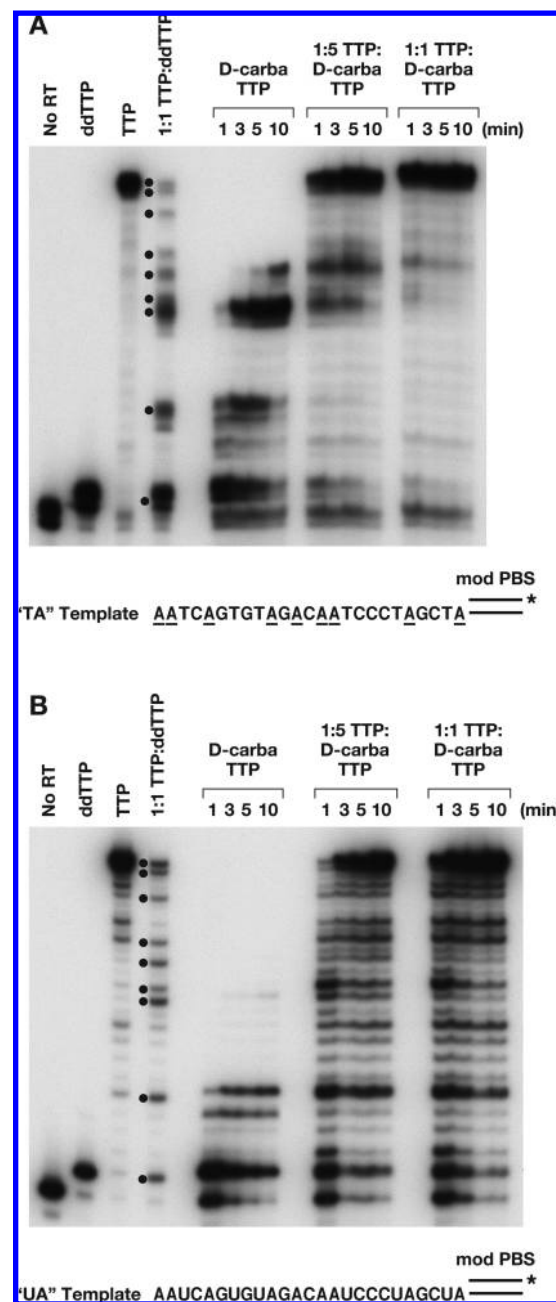 A
No RT
ddTTP
TTP
1:1 TTP:ddTTP
D-carba
TTP
1:5 TTP:
D-carba
TTP
1:1 TTP:
D-carba
TTP
1 3 5 10 1 3 5 10 1 3 5 10 (min)
mod PBS
*
"TA" Template AATCAGTGTAGACAATCCCTAGCTA
B
No RT
ddTTP
TTP
1:1 TTP:ddTTP
D-carba
TTP
1:5 TTP:
D-carba
TTP
1:1 TTP:
D-carba
TTP
1 3 5 10 1 3 5 10 1 3 5 10 (min
mod PBS
*
"UA" Template AAUCAGUGUAGACAAUCCCUAGCUA